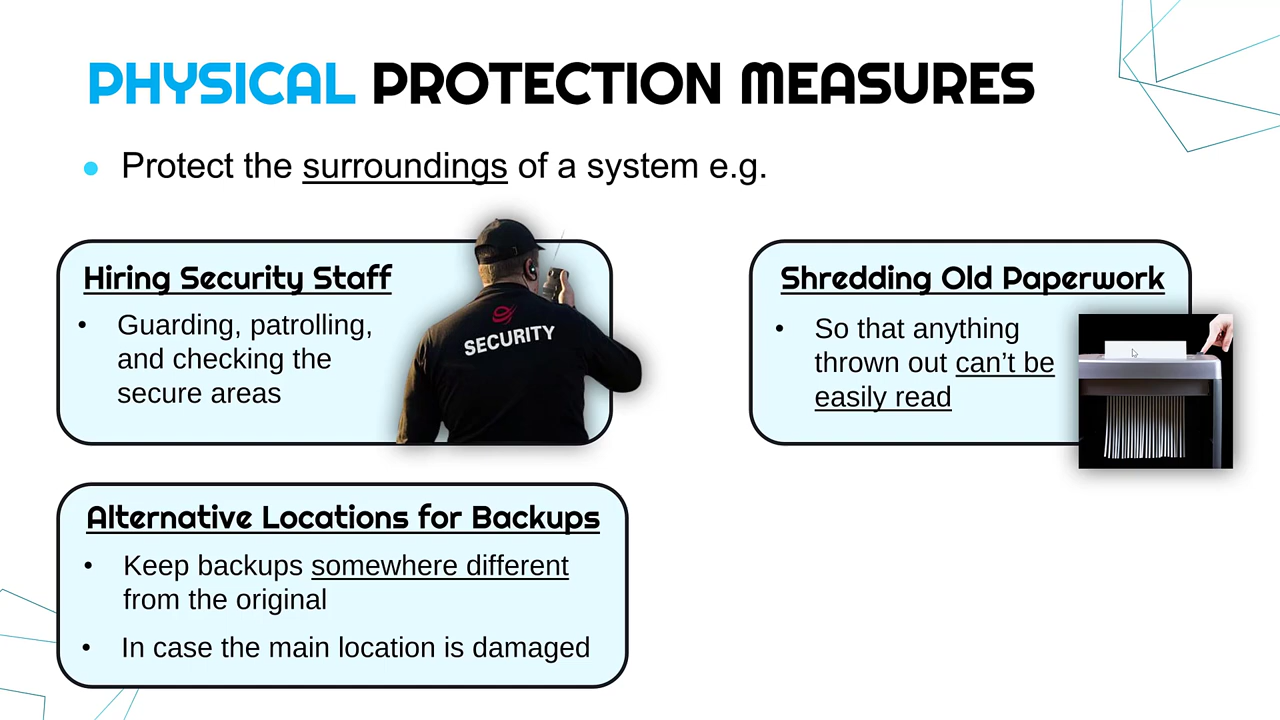 PHYSICAL PROTECTION MEASURES
• Protect the surroundings of a system e.g.
Hiring Security Staff
• Guarding, patrolling,
and checking the
secure areas
SECURITY
Shredding Old Paperwork
• So that anything
thrown out can’t be
easily read
Alternative Locations for Backups
• Keep backups somewhere different
from the original
• In case the main location is damaged